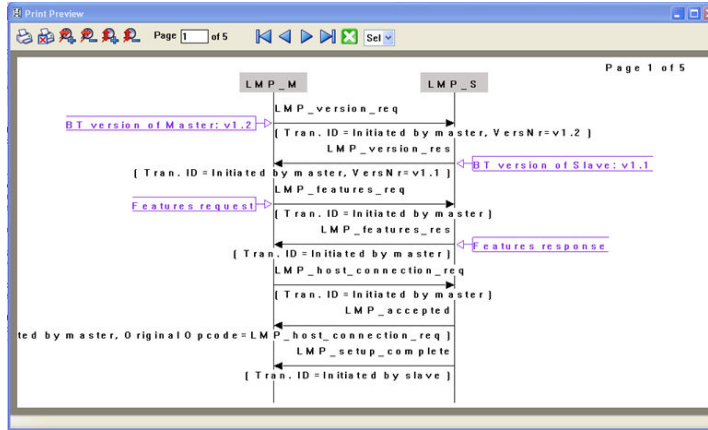 Print Preview
Page 1 of 5 Sel
Page 1 of 5
LMP_M LMP_S
LMP_version_req
BT version of Master: v1.2
( Tran. ID = Initiated by master, VersNr = v1.2 )
LMP_version_res
BT version of Slave: v1.1
( Tran. ID = Initiated by master, VersNr = v1.1 )
LMP_features_req
Features request
( Tran. ID = Initiated by master )
LMP_features_res
Features response
( Tran. ID = Initiated by master )
LMP_host_connection_req
( Tran. ID = Initiated by master )
LMP_accepted
ted by master, OriginalOpcode = LMP_host_connection_req )
LMP_setup_complete
( Tran. ID = Initiated by slave )